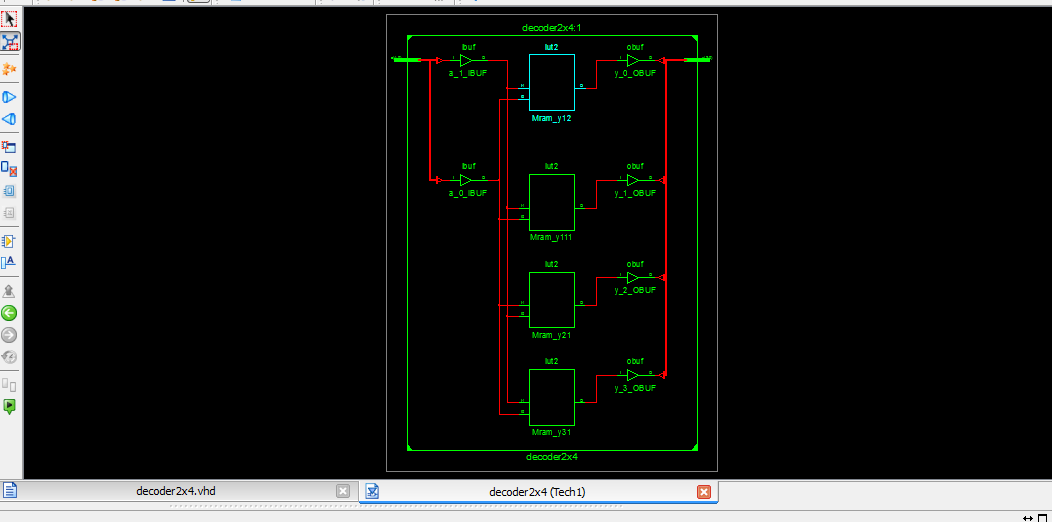 decoder2x4:1
ibuf
a_1_IBUF
lut2
Mram_y12
obuf
y_0_OBUF
ibuf
a_0_IBUF
lut2
Mram_y111
obuf
y_1_OBUF
lut2
Mram_y21
obuf
y_2_OBUF
lut2
Mram_y31
obuf
y_3_OBUF
decoder2x4
decoder2x4.vhd
decoder2x4 (Tech1)